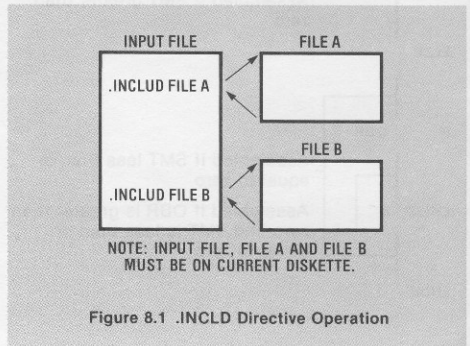 INPUT FILE
FILE A
.INCLUD FILE A
FILE B
.INCLUD FILE B
NOTE: INPUT FILE, FILE A AND FILE B
MUST BE ON CURRENT DISKETTE.
Figure 8.1 .INCLD Directive Operation